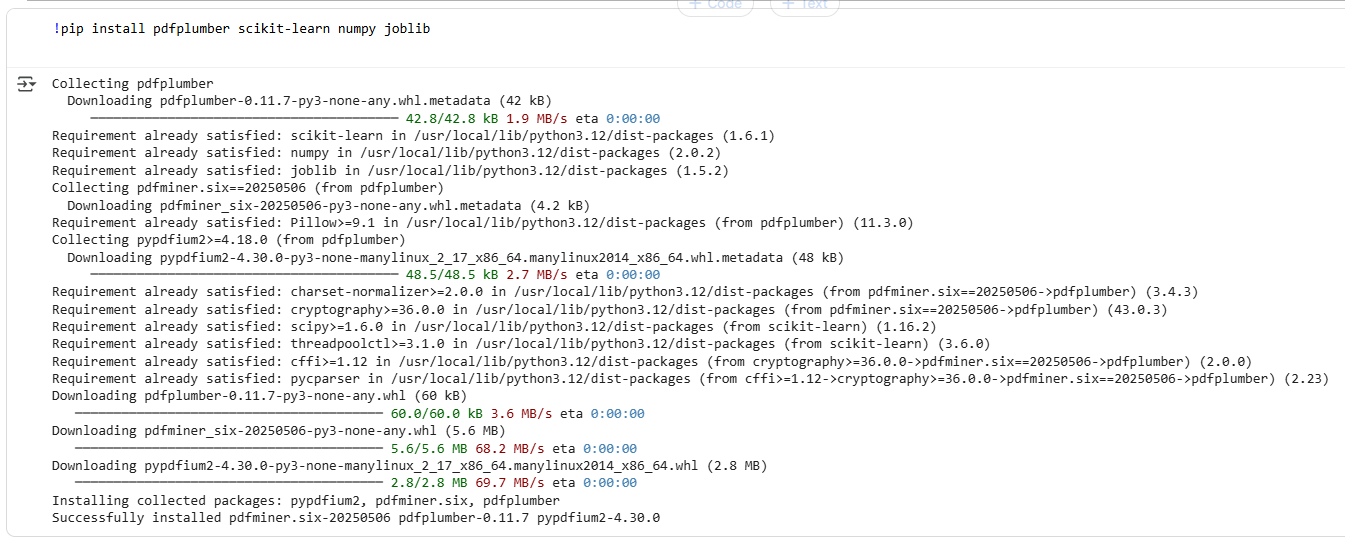 + Code + Text
!pip install pdfplumber scikit-learn numpy joblib
Collecting pdfplumber
Downloading pdfplumber-0.11.7-py3-none-any.whl.metadata (42 kB)
42.8/42.8 kB 1.9 MB/s eta 0:00:00
Requirement already satisfied: scikit-learn in /usr/local/lib/python3.12/dist-packages (1.6.1)
Requirement already satisfied: numpy in /usr/local/lib/python3.12/dist-packages (2.0.2)
Requirement already satisfied: joblib in /usr/local/lib/python3.12/dist-packages (1.5.2)
Collecting pdfminer.six==20250506 (from pdfplumber)
Downloading pdfminer_six-20250506-py3-none-any.whl.metadata (4.2 kB)
Requirement already satisfied: Pillow>=9.1 in /usr/local/lib/python3.12/dist-packages (from pdfplumber) (11.3.0)
Collecting pypdfium2>=4.18.0 (from pdfplumber)
Downloading pypdfium2-4.30.0-py3-none-manylinux_2_17_x86_64.manylinux2014_x86_64.whl.metadata (48 kB)
48.5/48.5 kB 2.7 MB/s eta 0:00:00
Requirement already satisfied: charset-normalizer>=2.0.0 in /usr/local/lib/python3.12/dist-packages (from pdfminer.six==20250506->pdfplumber) (3.4.3)
Requirement already satisfied: cryptography>=36.0.0 in /usr/local/lib/python3.12/dist-packages (from pdfminer.six==20250506->pdfplumber) (43.0.3)
Requirement already satisfied: scipy>=1.6.0 in /usr/local/lib/python3.12/dist-packages (from scikit-learn) (1.16.2)
Requirement already satisfied: threadpoolctl>=3.1.0 in /usr/local/lib/python3.12/dist-packages (from scikit-learn) (3.6.0)
Requirement already satisfied: cffi>=1.12 in /usr/local/lib/python3.12/dist-packages (from cryptography>=36.0.0->pdfminer.six==20250506->pdfplumber) (2.0.0)
Requirement already satisfied: pycparser in /usr/local/lib/python3.12/dist-packages (from cffi>=1.12->cryptography>=36.0.0->pdfminer.six==20250506->pdfplumber) (2.23)
Downloading pdfplumber-0.11.7-py3-none-any.whl (60 kB)
60.0/60.0 kB 3.6 MB/s eta 0:00:00
Downloading pdfminer_six-20250506-py3-none-any.whl (5.6 MB)
5.6/5.6 MB 68.2 MB/s eta 0:00:00
Downloading pypdfium2-4.30.0-py3-none-manylinux_2_17_x86_64.manylinux2014_x86_64.whl (2.8 MB)
2.8/2.8 MB 69.7 MB/s eta 0:00:00
Installing collected packages: pypdfium2, pdfminer.six, pdfplumber
Successfully installed pdfminer.six-20250506 pdfplumber-0.11.7 pypdfium2-4.30.0